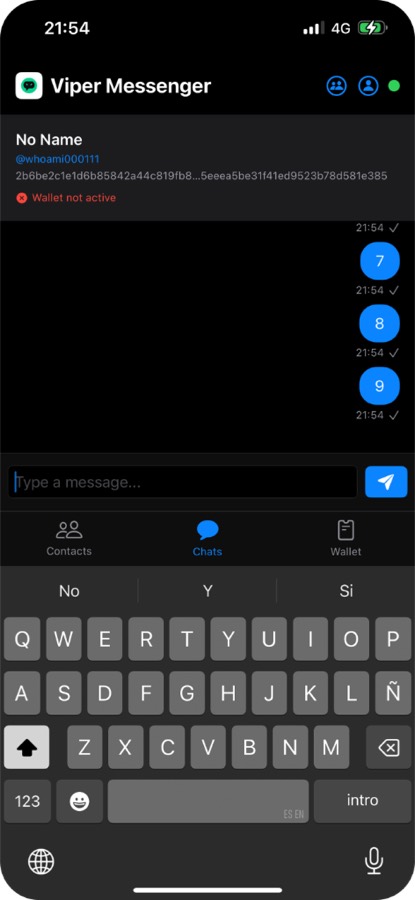 21:54 4G
Viper Messenger
No Name
@whoami000111
2b6be2c1e1d6b85842a44c819fb8...5eeea5be31f41ed9523b78d581e385
Wallet not active
21:54
7
21:54
8
21:54
9
21:54
Type a message...
Contacts Chats Wallet
No Y Si
Q W E R T Y U I O P
A S D F G H J K L Ñ
Z X C V B N M
123 intro
ES EN